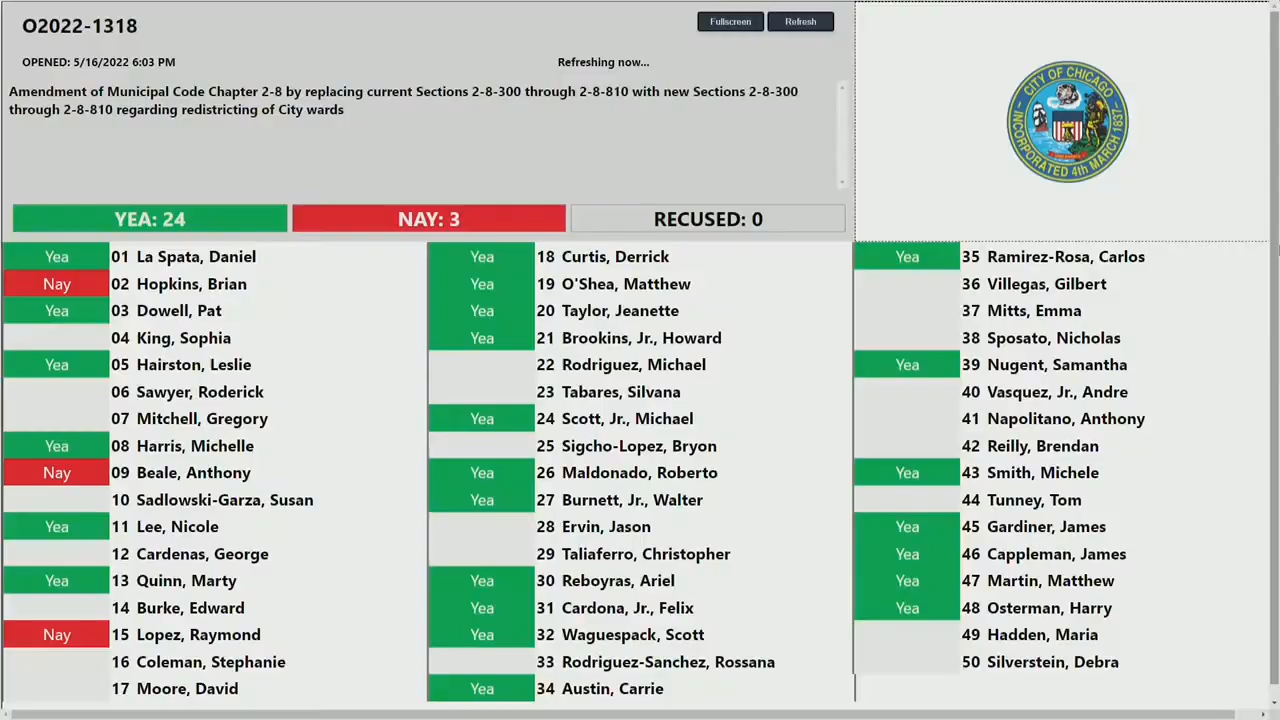 O2022-1318
Fullscreen
Refresh
OPENED: 5/16/2022 6:03 PM
Refreshing now...
Amendment of Municipal Code Chapter 2-8 by replacing current Sections 2-8-300 through 2-8-810 with new Sections 2-8-300
through 2-8-810 regarding redistricting of City wards
CITY OF CHICAGO
INCORPORATED 4th MARCH 1837
YEA: 24
NAY: 3
RECUSED: 0
Yea 01 La Spata, Daniel
Nay 02 Hopkins, Brian
Yea 03 Dowell, Pat
04 King, Sophia
Yea 05 Hairston, Leslie
06 Sawyer, Roderick
07 Mitchell, Gregory
Yea 08 Harris, Michelle
Nay 09 Beale, Anthony
10 Sadlowski-Garza, Susan
Yea 11 Lee, Nicole
12 Cardenas, George
Yea 13 Quinn, Marty
14 Burke, Edward
Nay 15 Lopez, Raymond
16 Coleman, Stephanie
17 Moore, David
Yea 18 Curtis, Derrick
Yea 19 O'Shea, Matthew
Yea 20 Taylor, Jeanette
Yea 21 Brookins, Jr., Howard
22 Rodriguez, Michael
23 Tabares, Silvana
Yea 24 Scott, Jr., Michael
25 Sigcho-Lopez, Bryon
Yea 26 Maldonado, Roberto
Yea 27 Burnett, Jr., Walter
28 Ervin, Jason
29 Taliaferro, Christopher
Yea 30 Reboyras, Ariel
Yea 31 Cardona, Jr., Felix
Yea 32 Waguespack, Scott
33 Rodriguez-Sanchez, Rossana
Yea 34 Austin, Carrie
Yea 35 Ramirez-Rosa, Carlos
36 Villegas, Gilbert
37 Mitts, Emma
38 Sposato, Nicholas
Yea 39 Nugent, Samantha
40 Vasquez, Jr., Andre
41 Napolitano, Anthony
42 Reilly, Brendan
Yea 43 Smith, Michele
44 Tunney, Tom
Yea 45 Gardiner, James
Yea 46 Cappleman, James
Yea 47 Martin, Matthew
Yea 48 Osterman, Harry
49 Hadden, Maria
50 Silverstein, Debra